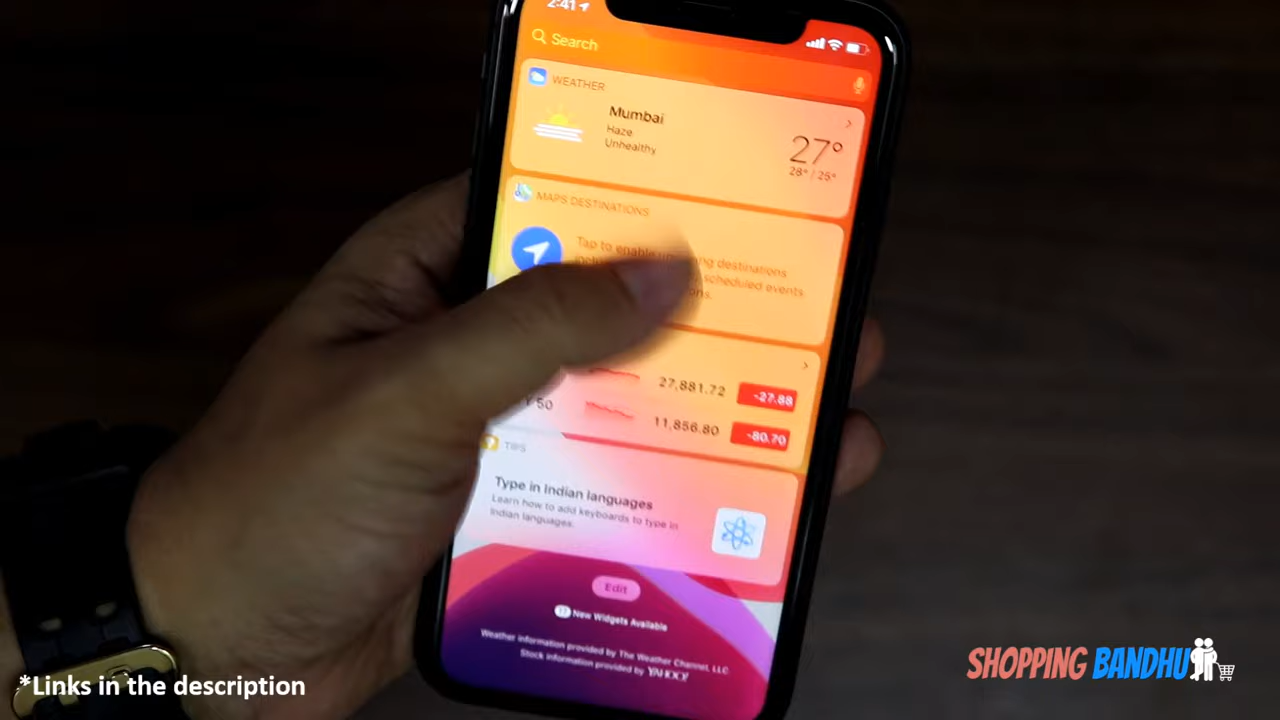 2:41
Search
WEATHER
Mumbai
Haze
Unhealthy
27°
28° / 25°
MAPS DESTINATIONS
Tap to enable destinations
scheduled events
27,881.72
-27.88
50
11,856.80
-80.70
TIPS
Type in Indian languages
Learn how to add keyboards to type in
Indian languages.
Edit
New Widgets Available
Weather information provided by The Weather Channel, LLC.
Stock information provided by YAHOO!
SHOPPING BANDHU
*Links in the description